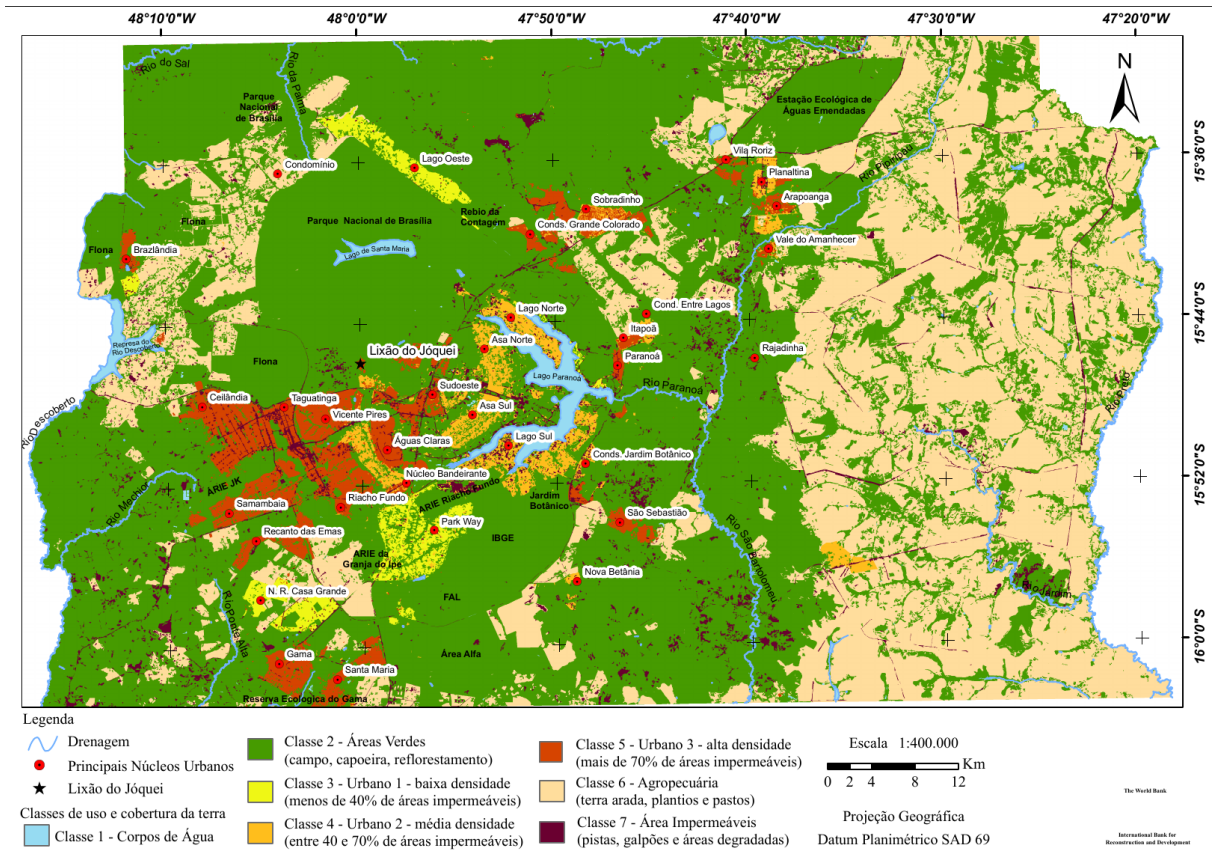 48°10'0"W 48°00'0"W 47°50'0"W 47°40'0"W 47°30'0"W 47°20'0"W
N
Rio do Sal
Rio da Palma
Parque
Nacional
de Brasília
Estação Ecológica de
Águas Emendadas
15°36'0"S
Vila Roriz
Lago Oeste
Condomínio
Planaltina
Rio Pipiripau
Arapoanga
Sobradinho
Rebio da
Contagem
Parque Nacional de Brasília
Flona
Conds. Grande Colorado
Vale do Amanhecer
Flona
Brazlândia
Lago de Santa Maria
Cond. Entre Lagos
Lago Norte
15°44'0"S
Itapoã
Represa do
Rio Descoberto
Asa Norte
Lixão do Jóquei
Paranoá
Rajadinha
Flona
Lago Paranoá
Sudoeste
Rio Paranoá
Rio Preto
Ceilândia
Taguatinga
Vicente Pires
Asa Sul
Rio Descoberto
Águas Claras
Lago Sul
Conds. Jardim Botânico
Núcleo Bandeirante
15°52'0"S
ARIE JK
ARIE Riacho Fundo
Jardim
Botânico
Rio Mechior
Riacho Fundo
Samambaia
São Sebastião
Park Way
Recanto das Emas
IBGE
Rio São Bartolomeu
ARIE da
Granja do Ipe
Nova Betânia
N. R. Casa Grande
FAL
Rio Jardim
Rio Ponte Alta
16°0'0"S
Gama
Área Alfa
Santa Maria
Reserva Ecológica do Gama
Legenda
Drenagem
Principais Núcleos Urbanos
Lixão do Jóquei
Classes de uso e cobertura da terra
Classe 1 - Corpos de Água
Classe 2 - Áreas Verdes
(campo, capoeira, reflorestamento)
Classe 3 - Urbano 1 - baixa densidade
(menos de 40% de áreas impermeáveis)
Classe 4 - Urbano 2 - média densidade
(entre 40 e 70% de áreas impermeáveis)
Classe 5 - Urbano 3 - alta densidade
(mais de 70% de áreas impermeáveis)
Classe 6 - Agropecuária
(terra arada, plantios e pastos)
Classe 7 - Área Impermeáveis
(pistas, galpões e áreas degradadas)
Escala 1:400.000
Km
0 2 4 8 12
Projeção Geográfica
Datum Planimétrico SAD 69
The World Bank
International Bank for
Reconstruction and Development